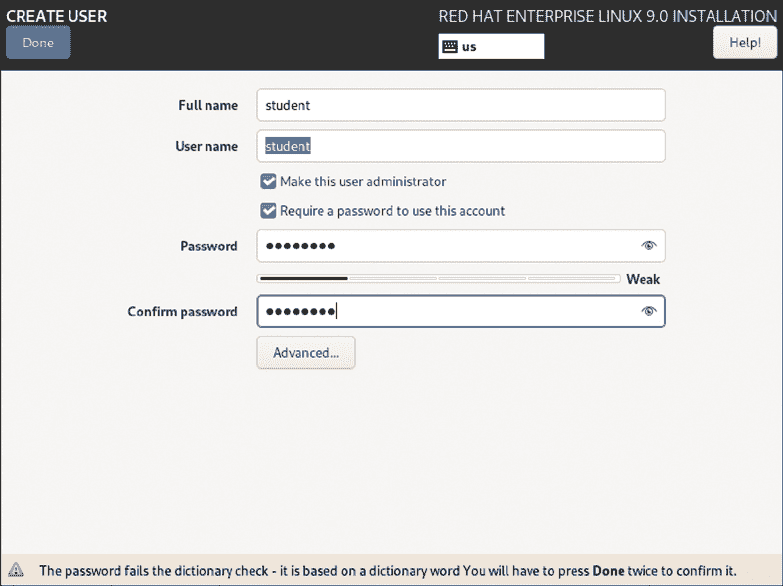 CREATE USER
RED HAT ENTERPRISE LINUX 9.0 INSTALLATION
Done
us
Help!
Full name
student
User name
student
Make this user administrator
Require a password to use this account
Password
●●●●●●●●
Weak
Confirm password
●●●●●●●●
Advanced...
The password fails the dictionary check - it is based on a dictionary word You will have to press Done twice to confirm it.